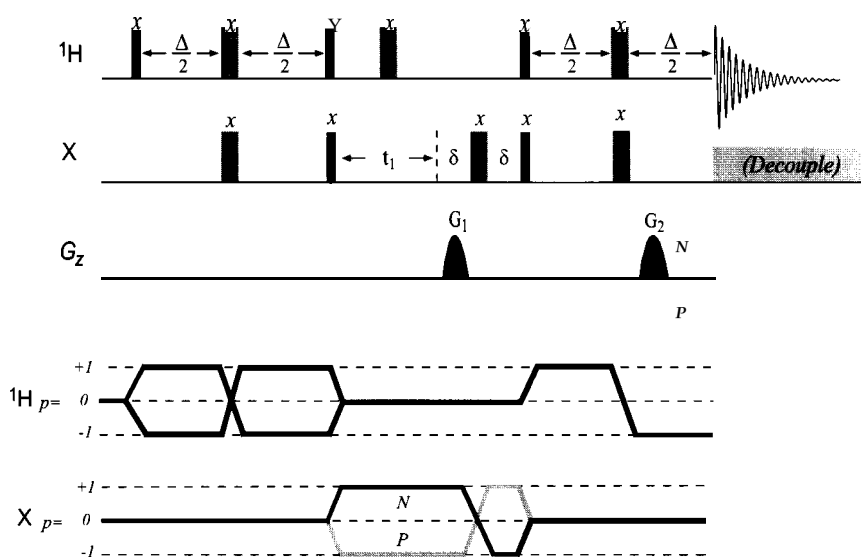 x Δ/2 x Δ/2 Y x x Δ/2 x Δ/2
¹H
x x x x x
X t₁ δ δ (Decouple)
G₁ G₂ N
G_z
P
+1
¹H p= 0
-1
+1
N
X p= 0
P
-1